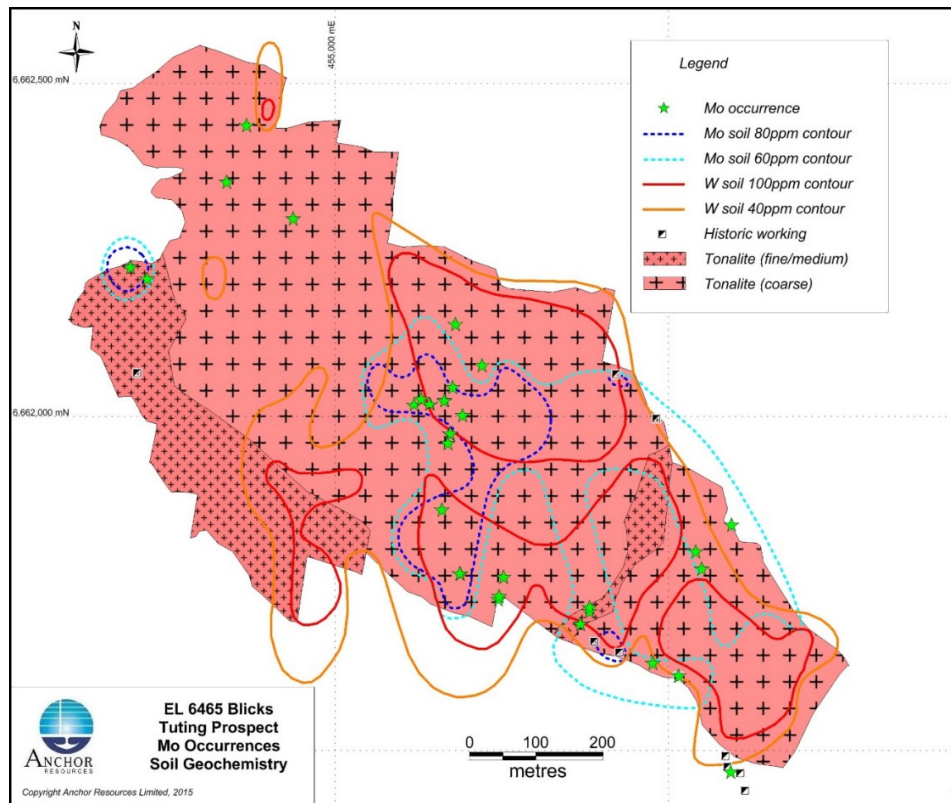 N
455,000 mE
6,662,500 mN
6,662,000 mN
Legend
Mo occurrence
Mo soil 80ppm contour
Mo soil 60ppm contour
W soil 100ppm contour
W soil 40ppm contour
Historic working
Tonalite (fine/medium)
Tonalite (coarse)
ANCHOR
RESOURCES
EL 6465 Blicks
Tuting Prospect
Mo Occurrences
Soil Geochemistry
Copyright Anchor Resources Limited, 2015
0 100 200
metres